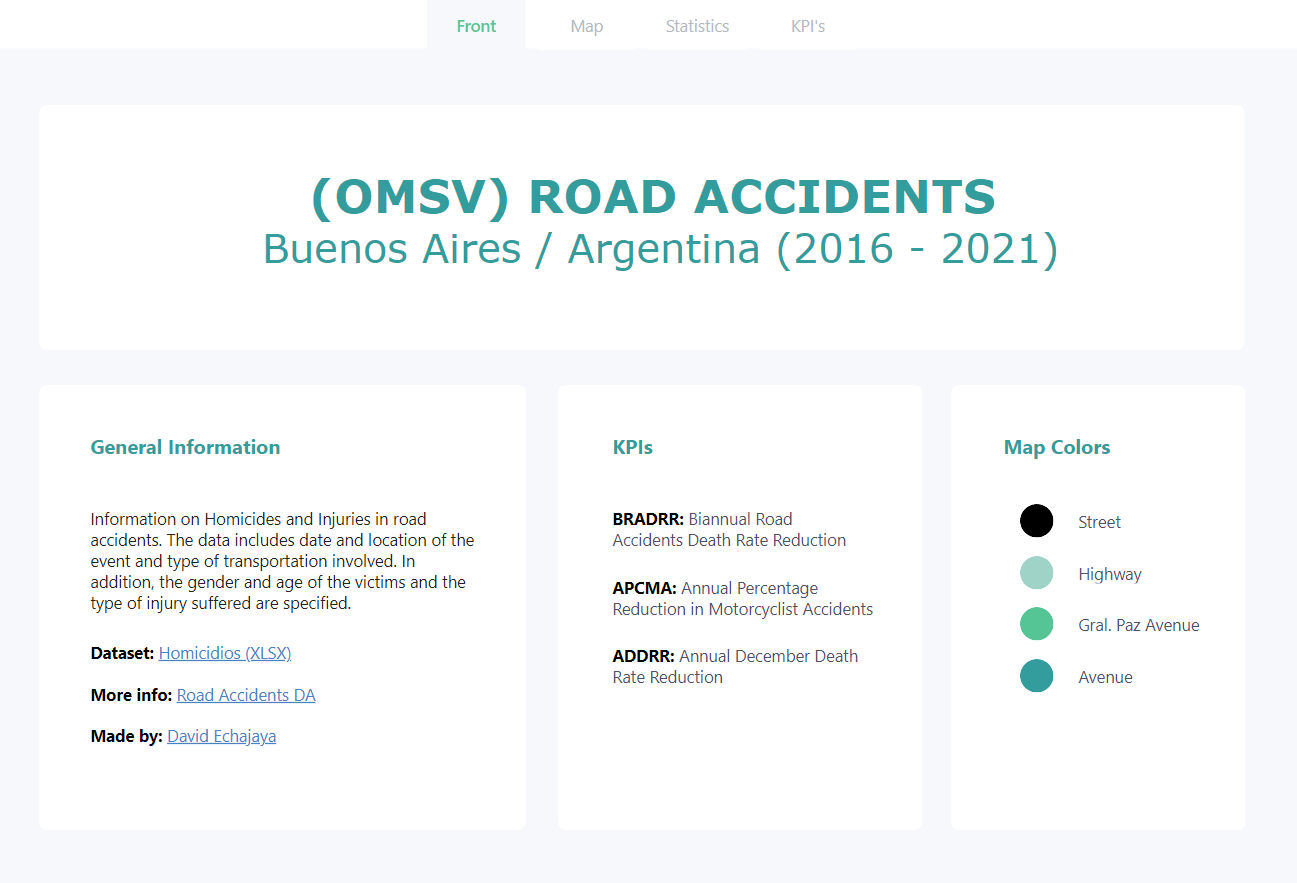 Front Map Statistics KPI's
(OMSV) ROAD ACCIDENTS
Buenos Aires / Argentina (2016 - 2021)
General Information
Information on Homicides and Injuries in road
accidents. The data includes date and location of the
event and type of transportation involved. In
addition, the gender and age of the victims and the
type of injury suffered are specified.
Dataset: Homicidios (XLSX)
More info: Road Accidents DA
Made by: David Echajaya
KPIs
BRADRR: Biannual Road
Accidents Death Rate Reduction
APCMA: Annual Percentage
Reduction in Motorcyclist Accidents
ADDRR: Annual December Death
Rate Reduction
Map Colors
Street
Highway
Gral. Paz Avenue
Avenue